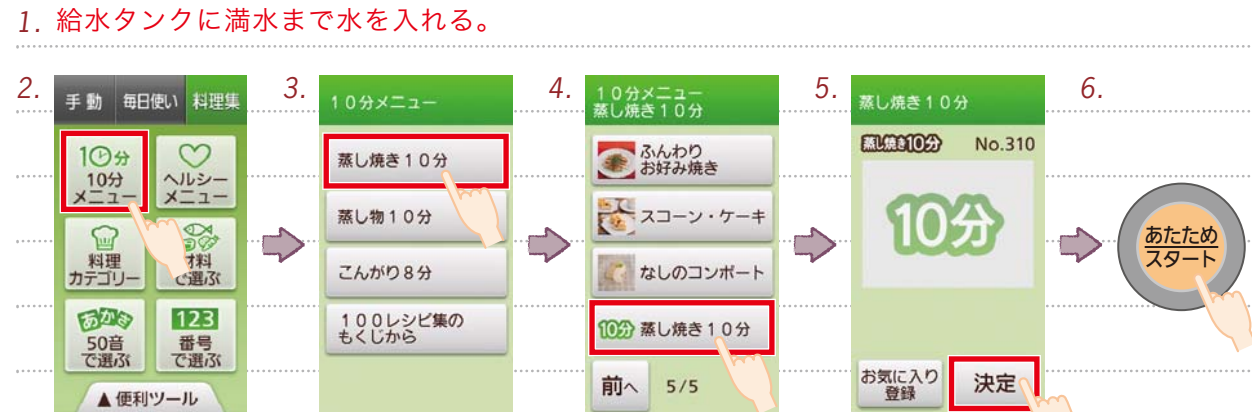 1. 給水タンクに満水まで水を入れる。
2.
手動 毎日使い 料理集
10分
10分
メニュー
ヘルシー
メニュー
料理
カテゴリー
材料
で選ぶ
あかさ
50音
で選ぶ
123
番号
で選ぶ
▲便利ツール
3.
10分メニュー
蒸し焼き10分
蒸し物10分
こんがり8分
100レシピ集の
もくじから
4.
10分メニュー
蒸し焼き10分
ふんわり
お好み焼き
スコーン・ケーキ
なしのコンポート
10分 蒸し焼き10分
前へ 5/5
5.
蒸し焼き10分
蒸し焼き10分 No.310
10分
お気に入り
登録
決定
6.
あたため
スタート